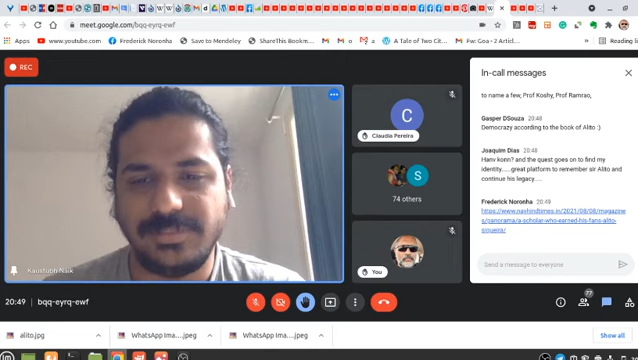 meet.google.com/bqq-eyrq-ewf
Apps
www.youtube.com
Frederick Noronha
Save to Mendeley
ShareThis Bookm...
M
M o
a
A Tale of Two Cit...
Fw: Goa - 2 Articl...
Reading li
REC
In-call messages
to name a few, Prof Koshy, Prof Ramrao,
Gasper DSouza 20:48
Democracy according to the book of Alito :)
Joaquim Dias 20:48
Hanv konn? and the quest goes on to find my
identity......great platform to remember sir Alito and
continue his legacy.....
Frederick Noronha 20:49
https://www.navhindtimes.in/2021/08/08/magazine
s/panorama/a-scholar-who-earned-his-fans-alito-
siqueira/
Send a message to everyone
C
Claudia Pereira
S
74 others
You
Kaustubh Naik
20:49 | bqq-eyrq-ewf
77
alito.jpg
WhatsApp Ima....jpeg
WhatsApp Ima....jpeg
Show all